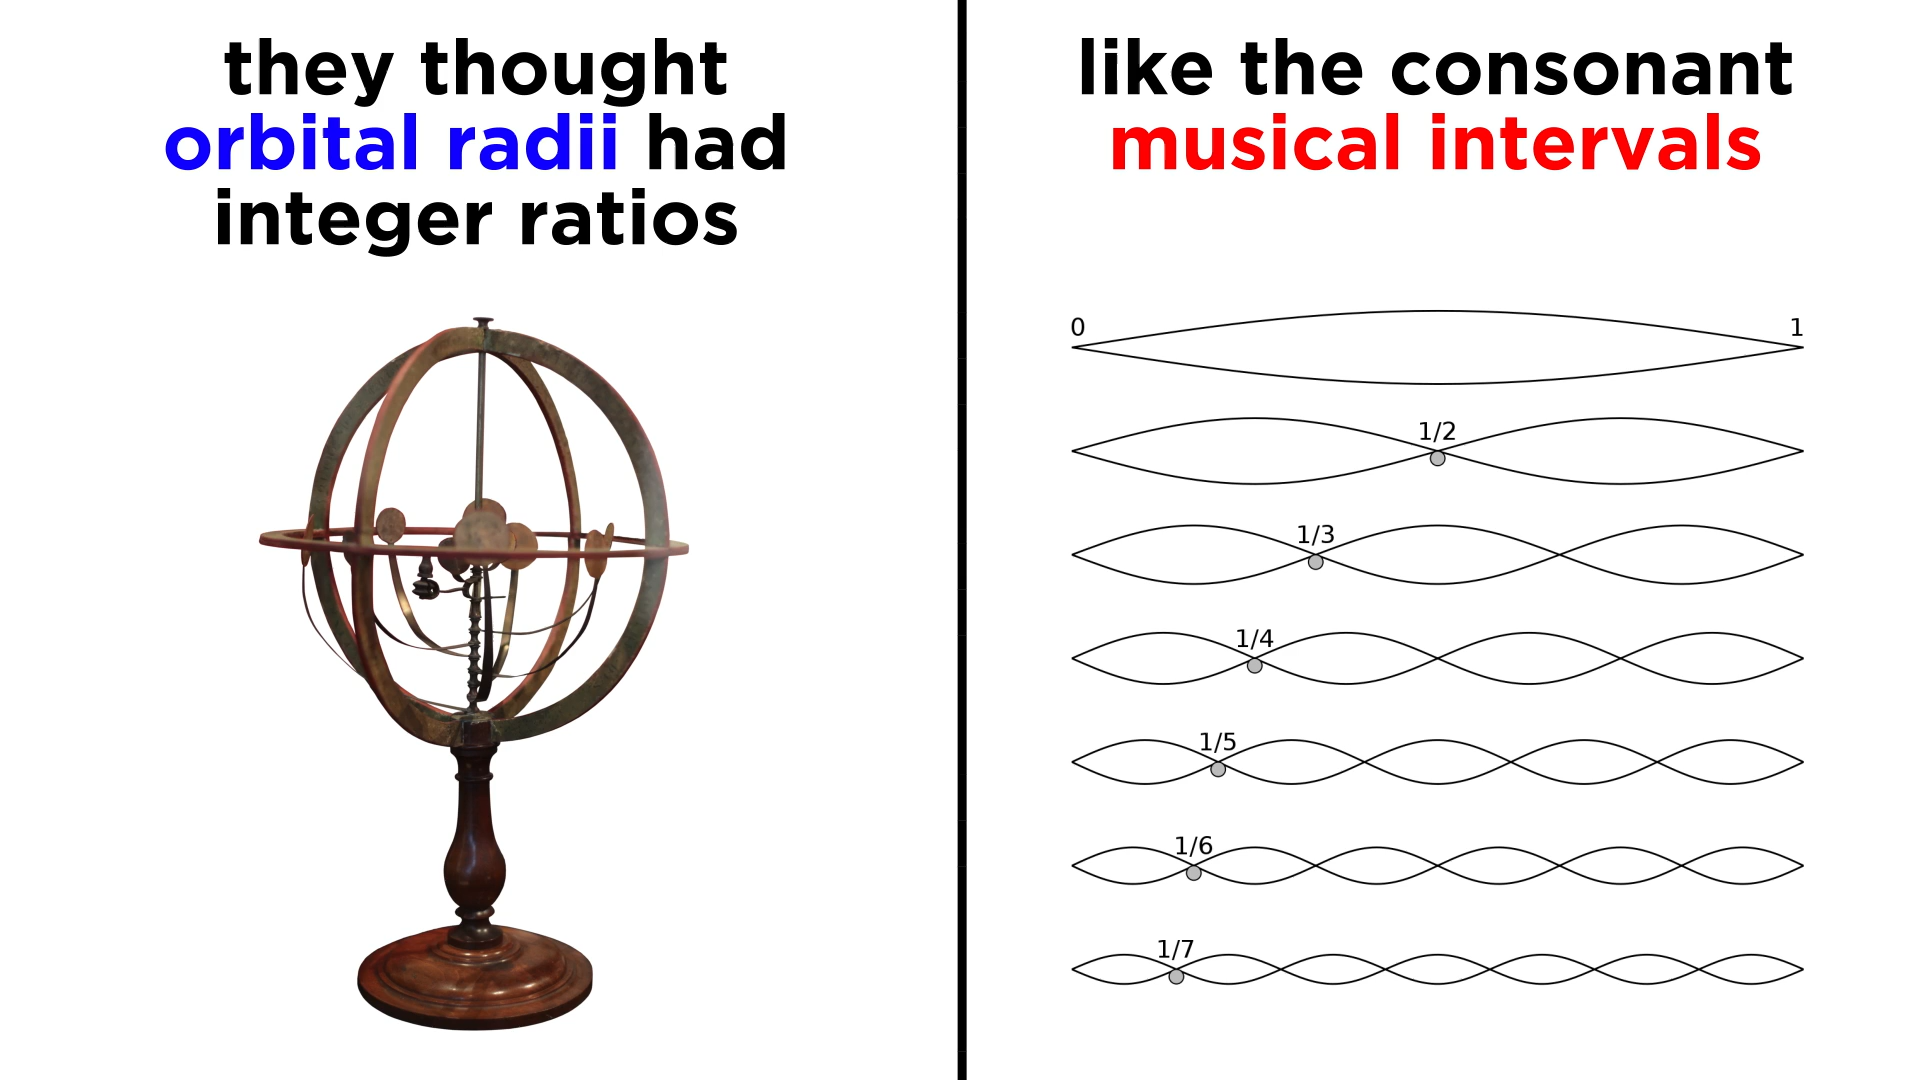 they thought
orbital radii had
integer ratios
like the consonant
musical intervals
0 1
1/2
1/3
1/4
1/5
1/6
1/7